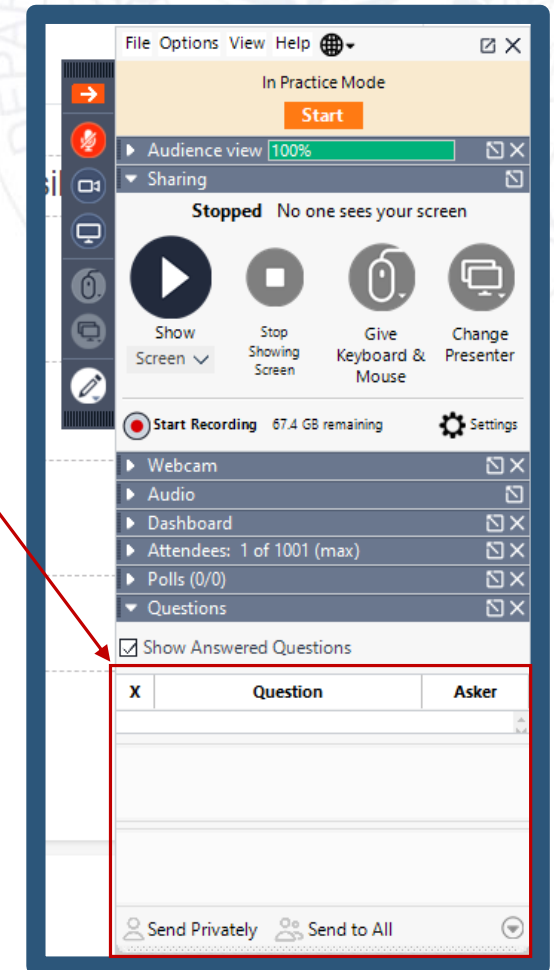 File Options View Help
In Practice Mode
Start
Audience view 100%
Sharing
Stopped No one sees your screen
Show
Screen
Stop
Showing
Screen
Give
Keyboard &
Mouse
Change
Presenter
Start Recording 67.4 GB remaining
Settings
Webcam
Audio
Dashboard
Attendees: 1 of 1001 (max)
Polls (0/0)
Questions
Show Answered Questions
X Question Asker
Send Privately Send to All